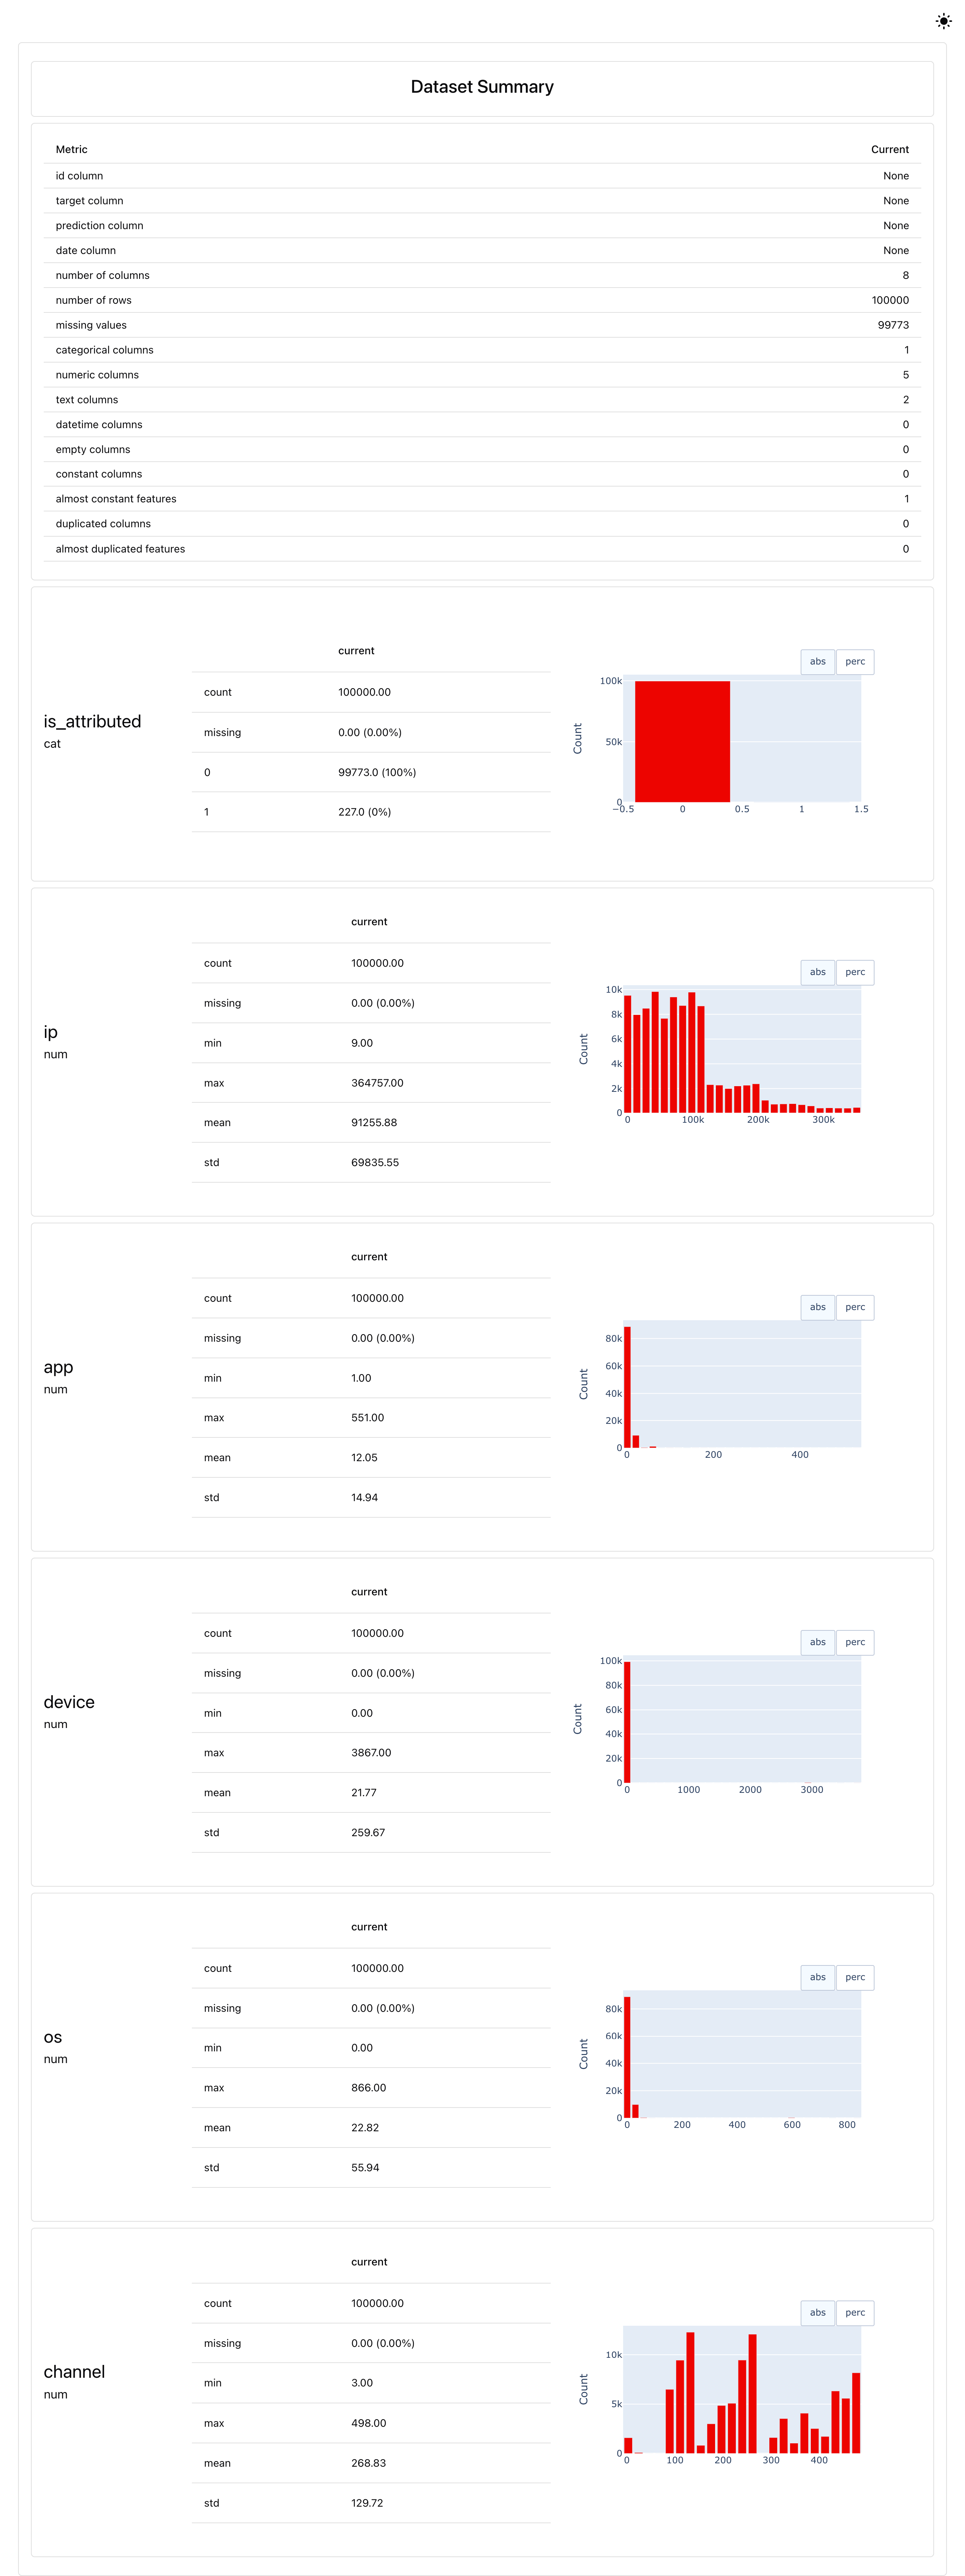 Dataset Summary
Metric Current
id column None
target column None
prediction column None
date column None
number of columns 8
number of rows 100000
missing values 99773
categorical columns 1
numeric columns 5
text columns 2
datetime columns 0
empty columns 0
constant columns 0
almost constant features 1
duplicated columns 0
almost duplicated features 0
is_attributed
cat
current
count 100000.00
missing 0.00 (0.00%)
0 99773.0 (100%)
1 227.0 (0%)
abs perc
Count
100k
50k
0
−0.5 0 0.5 1 1.5
ip
num
current
count 100000.00
missing 0.00 (0.00%)
min 9.00
max 364757.00
mean 91255.88
std 69835.55
abs perc
Count
10k
8k
6k
4k
2k
0
0 100k 200k 300k
app
num
current
count 100000.00
missing 0.00 (0.00%)
min 1.00
max 551.00
mean 12.05
std 14.94
abs perc
Count
80k
60k
40k
20k
0
0 200 400
device
num
current
count 100000.00
missing 0.00 (0.00%)
min 0.00
max 3867.00
mean 21.77
std 259.67
abs perc
Count
100k
80k
60k
40k
20k
0
0 1000 2000 3000
os
num
current
count 100000.00
missing 0.00 (0.00%)
min 0.00
max 866.00
mean 22.82
std 55.94
abs perc
Count
80k
60k
40k
20k
0
0 200 400 600 800
channel
num
current
count 100000.00
missing 0.00 (0.00%)
min 3.00
max 498.00
mean 268.83
std 129.72
abs perc
Count
10k
5k
0
0 100 200 300 400